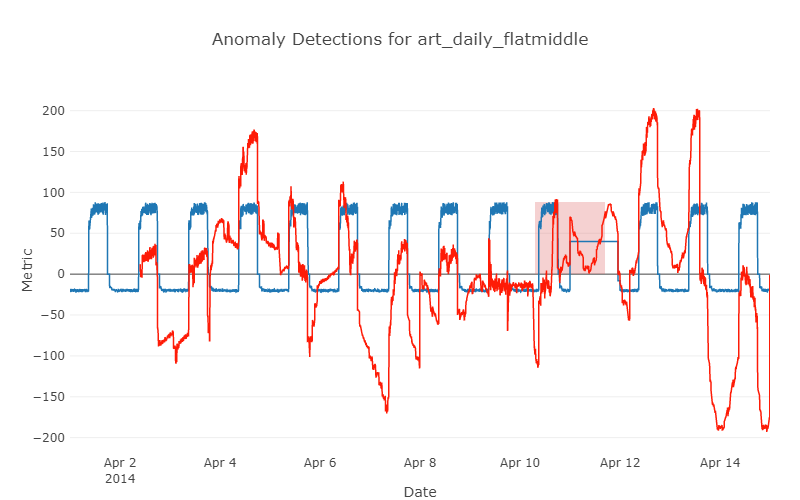 Anomaly Detections for art_daily_flatmiddle
200
150
100
50
0
−50
−100
−150
−200
Metric
Apr 2
2014
Apr 4
Apr 6
Apr 8
Apr 10
Apr 12
Apr 14
Date